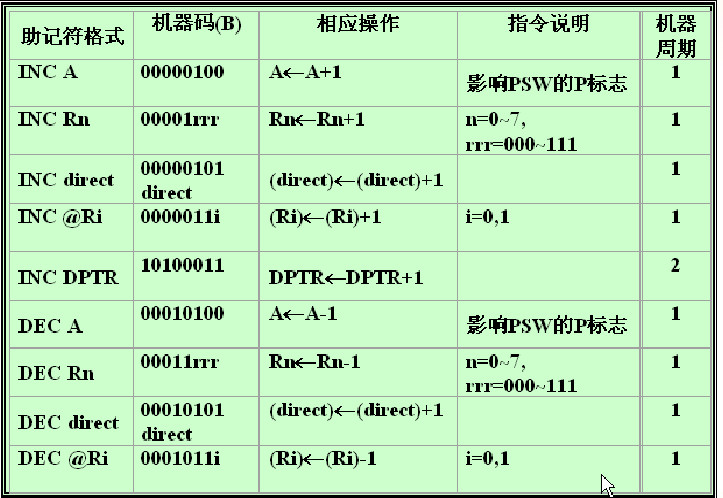 助记符格式 机器码(B) 相应操作 指令说明 机器
周期
INC A 00000100 A←A+1 影响PSW的P标志 1
INC Rn 00001rrr Rn←Rn+1 n=0~7, 1
rrr=000~111
INC direct 00000101 (direct)←(direct)+1 1
direct
INC @Ri 0000011i (Ri)←(Ri)+1 i=0,1 1
INC DPTR 10100011 DPTR←DPTR+1 2
DEC A 00010100 A←A-1 影响PSW的P标志 1
DEC Rn 00011rrr Rn←Rn-1 n=0~7, 1
rrr=000~111
DEC direct 00010101 (direct)←(direct)+1 1
direct
DEC @Ri 0001011i (Ri)←(Ri)-1 i=0,1 1